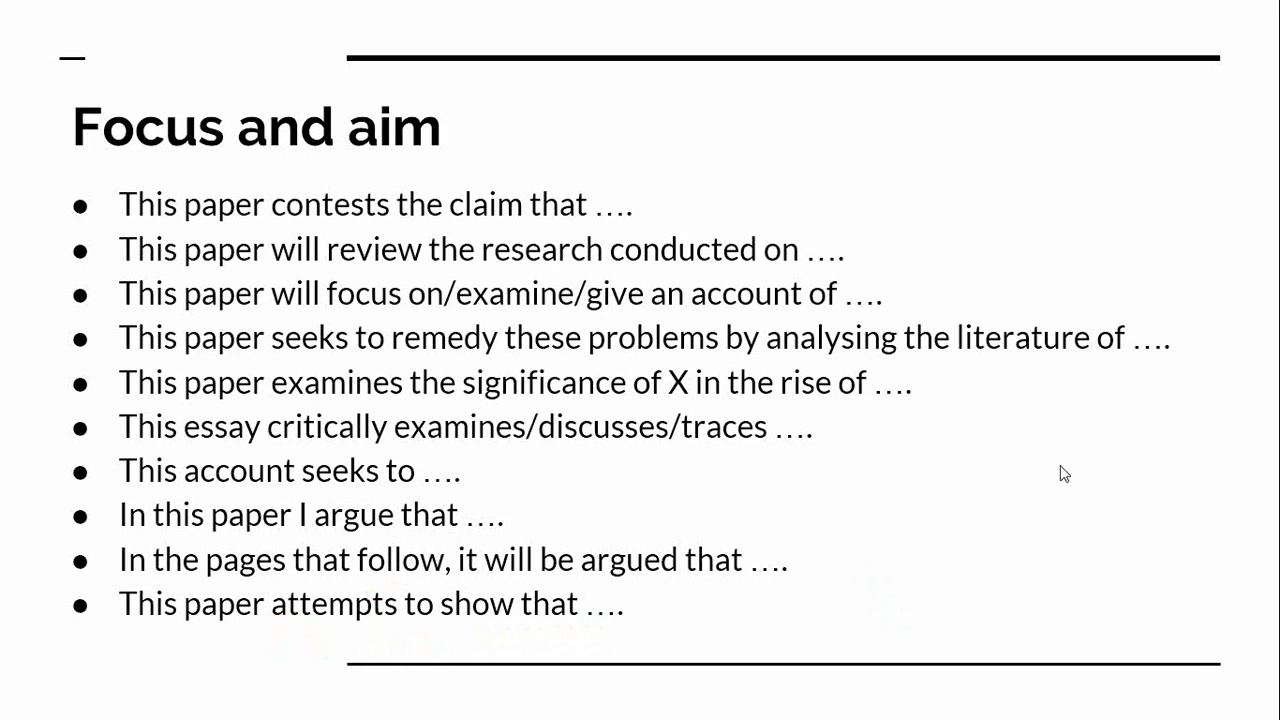 Focus and aim
● This paper contests the claim that ….
● This paper will review the research conducted on ….
● This paper will focus on/examine/give an account of ….
● This paper seeks to remedy these problems by analysing the literature of ….
● This paper examines the significance of X in the rise of ….
● This essay critically examines/discusses/traces ….
● This account seeks to ….
● In this paper I argue that ….
● In the pages that follow, it will be argued that ….
● This paper attempts to show that ….